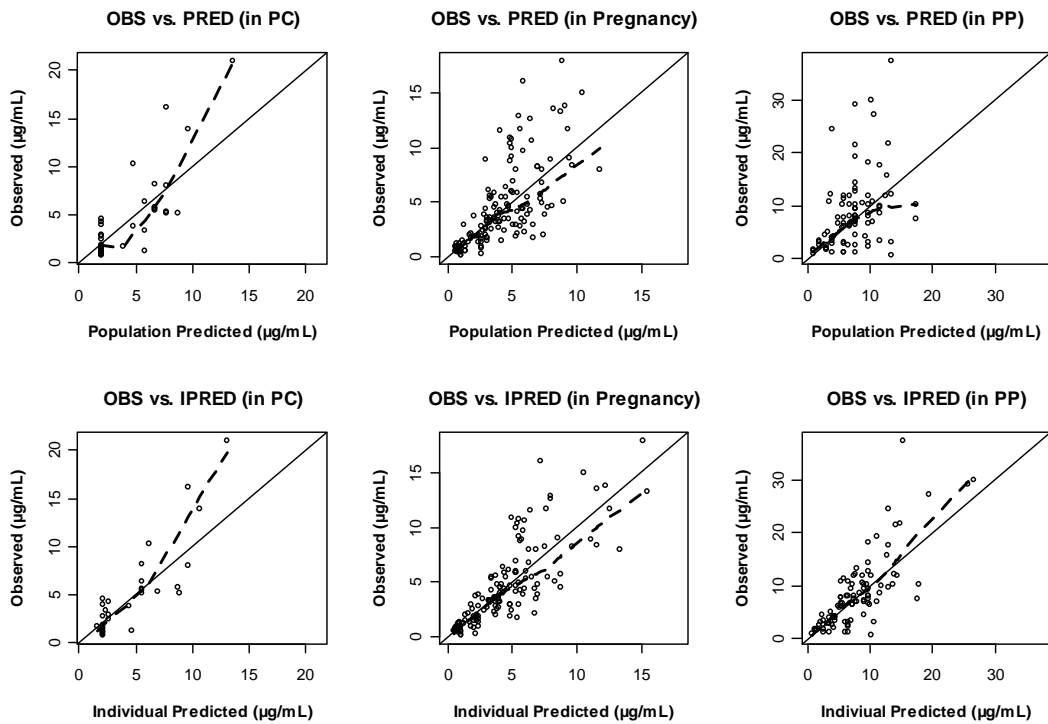 OBS vs. PRED (in PC)
OBS vs. PRED (in Pregnancy)
OBS vs. PRED (in PP)
Observed (µg/mL)
0 5 10 15 20
0 5 10 15 20
Population Predicted (µg/mL)
Observed (µg/mL)
0 5 10 15
0 5 10 15
Population Predicted (µg/mL)
Observed (µg/mL)
0 10 20 30
0 10 20 30
Population Predicted (µg/mL)
OBS vs. IPRED (in PC)
OBS vs. IPRED (in Pregnancy)
OBS vs. IPRED (in PP)
Observed (µg/mL)
0 5 10 15 20
0 5 10 15 20
Individual Predicted (µg/mL)
Observed (µg/mL)
0 5 10 15
0 5 10 15
Individual Predicted (µg/mL)
Observed (µg/mL)
0 10 20 30
0 10 20 30
Individual Predicted (µg/mL)